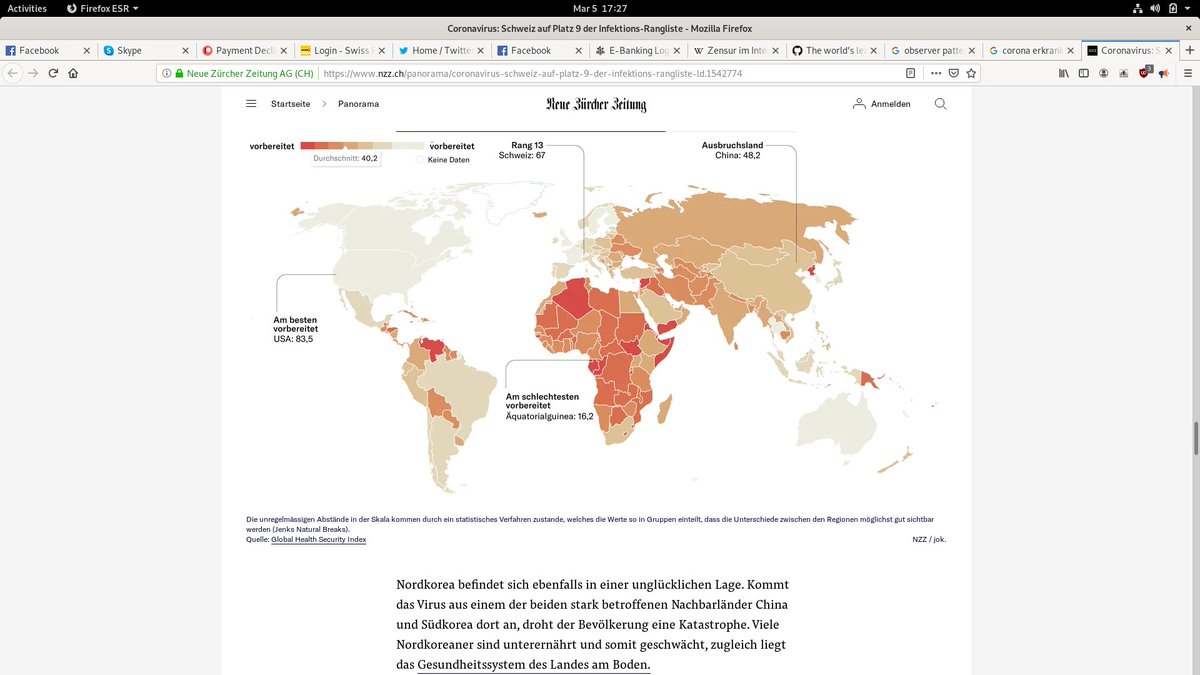 Activities
Firefox ESR
Mar 5 17:27
Coronavirus: Schweiz auf Platz 9 der Infektions-Rangliste - Mozilla Firefox
Facebook
Skype
Payment Decli
Login - Swiss
Home / Twitter
Facebook
E-Banking Log
Zensur im Inte
The world's lea
observer patte
corona erkrank
Coronavirus: S
Neue Zürcher Zeitung AG (CH)
https://www.nzz.ch/panorama/coronavirus-schweiz-auf-platz-9-der-infektions-rangliste-ld.1542774
Startseite
Panorama
Neue Zürcher Zeitung
Anmelden
vorbereitet
vorbereitet
Durchschnitt: 40,2
Keine Daten
Rang 13
Schweiz: 67
Ausbruchsland
China: 48,2
Am besten
vorbereitet
USA: 83,5
Am schlechtesten
vorbereitet
Äquatorialguinea: 16,2
Die unregelmässigen Abstände in der Skala kommen durch ein statistisches Verfahren zustande, welches die Werte so in Gruppen einteilt, dass die Unterschiede zwischen den Regionen möglichst gut sichtbar
werden (Jenks Natural Breaks).
Quelle: Global Health Security Index
NZZ / jok.
Nordkorea befindet sich ebenfalls in einer unglücklichen Lage. Kommt
das Virus aus einem der beiden stark betroffenen Nachbarländer China
und Südkorea dort an, droht der Bevölkerung eine Katastrophe. Viele
Nordkoreaner sind unterernährt und somit geschwächt, zugleich liegt
das Gesundheitssystem des Landes am Boden.